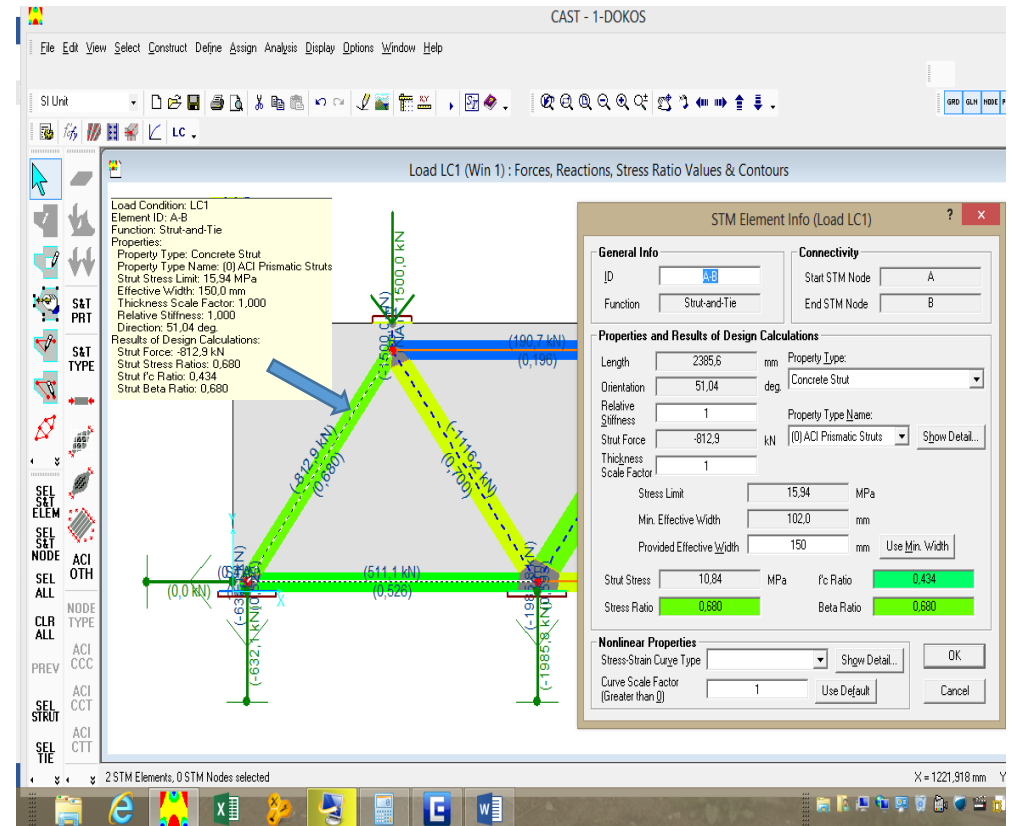 CAST - 1-DOKOS
File Edit View Select Construct Define Assign Analysis Display Options Window Help
SI Unit
GRD GLN NODE
LC
Load LC1 (Win 1) : Forces, Reactions, Stress Ratio Values & Contours
Load Condition: LC1
Element ID: A-B
Function: Strut-and-Tie
Properties:
Property Type: Concrete Strut
Property Type Name: (0) ACI Prismatic Struts
Strut Stress Limit: 15,94 MPa
Effective Width: 150,0 mm
Thickness Scale Factor: 1,000
Relative Stiffness: 1,000
Direction: 51,04 deg.
Results of Design Calculations:
Strut Force: -812,9 kN
Strut Stress Ratios: 0,680
Strut f'c Ratio: 0,434
Strut Beta Ratio: 0,680
1500,0 kN
(190,7 kN)
(0,196)
(-812,9 kN)
(0,680)
(-1116,2 kN)
(0,700)
(511,1 kN)
(0,526)
(0,0 kN)
-632,1 kN
-1985,8 kN
Y
X
S&T
PRT
S&T
TYPE
SEL
S&T
ELEM
SEL
S&T
NODE
SEL
ALL
CLR
ALL
PREV
SEL
STRUT
SEL
TIE
ACI
OTH
NODE
TYPE
ACI
CCC
ACI
CCT
ACI
CTT
STM Element Info (Load LC1)
? x
General Info
ID A-B
Function Strut-and-Tie
Connectivity
Start STM Node A
End STM Node B
Properties and Results of Design Calculations
Length 2385,6 mm
Property Type:
Concrete Strut
Orientation 51,04 deg.
Relative
Stiffness 1
Property Type Name:
Strut Force -812,9 kN
(0) ACI Prismatic Struts Show Detail...
Thickness
Scale Factor 1
Stress Limit 15,94 MPa
Min. Effective Width 102,0 mm
Provided Effective Width 150 mm Use Min. Width
Strut Stress 10,84 MPa f'c Ratio 0,434
Stress Ratio 0,680 Beta Ratio 0,680
Nonlinear Properties
Stress-Strain Curve Type Show Detail...
Curve Scale Factor
(Greater than 0) 1 Use Default
OK
Cancel
2 STM Elements, 0 STM Nodes selected
X = 1221,918 mm Y